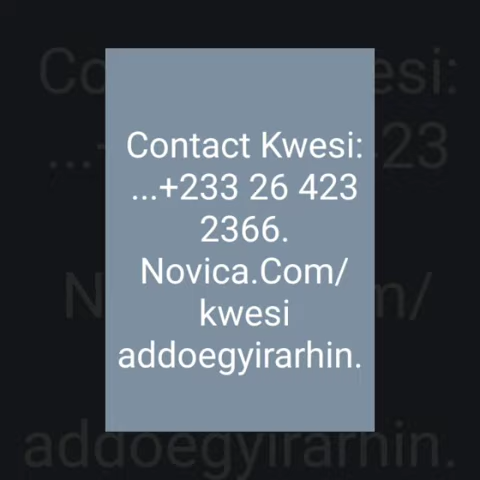 Contact Kwesi:
...+233 26 423
2366.
Novica.Com/
kwesi
addoegyirarhin.